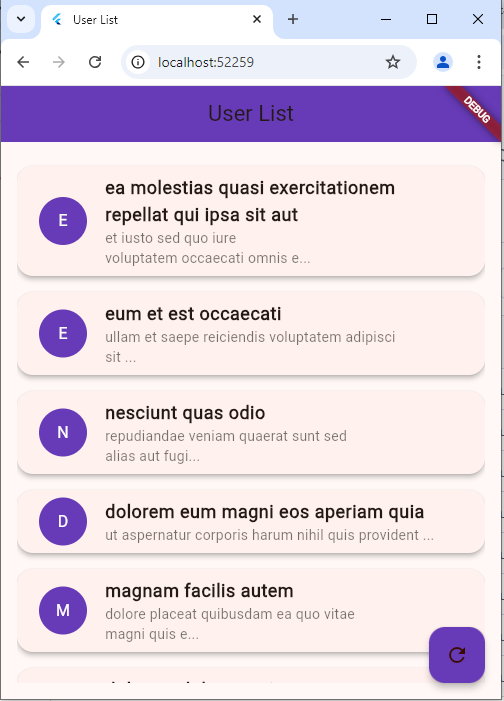 User List
localhost:52259
User List
DEBUG
E
ea molestias quasi exercitationem
repellat qui ipsa sit aut
et iusto sed quo iure
voluptatem occaecati omnis e...
E
eum et est occaecati
ullam et saepe reiciendis voluptatem adipisci
sit ...
N
nesciunt quas odio
repudiandae veniam quaerat sunt sed
alias aut fugi...
D
dolorem eum magni eos aperiam quia
ut aspernatur corporis harum nihil quis provident ...
M
magnam facilis autem
dolore placeat quibusdam ea quo vitae
magni quis e...